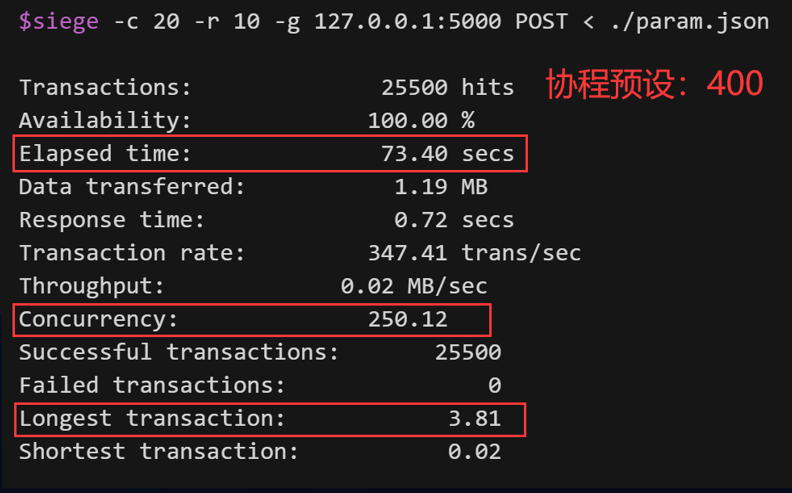 $siege -c 20 -r 10 -g 127.0.0.1:5000 POST < ./param.json
Transactions: 25500 hits
协程预设：400
Availability: 100.00 %
Elapsed time: 73.40 secs
Data transferred: 1.19 MB
Response time: 0.72 secs
Transaction rate: 347.41 trans/sec
Throughput: 0.02 MB/sec
Concurrency: 250.12
Successful transactions: 25500
Failed transactions: 0
Longest transaction: 3.81
Shortest transaction: 0.02